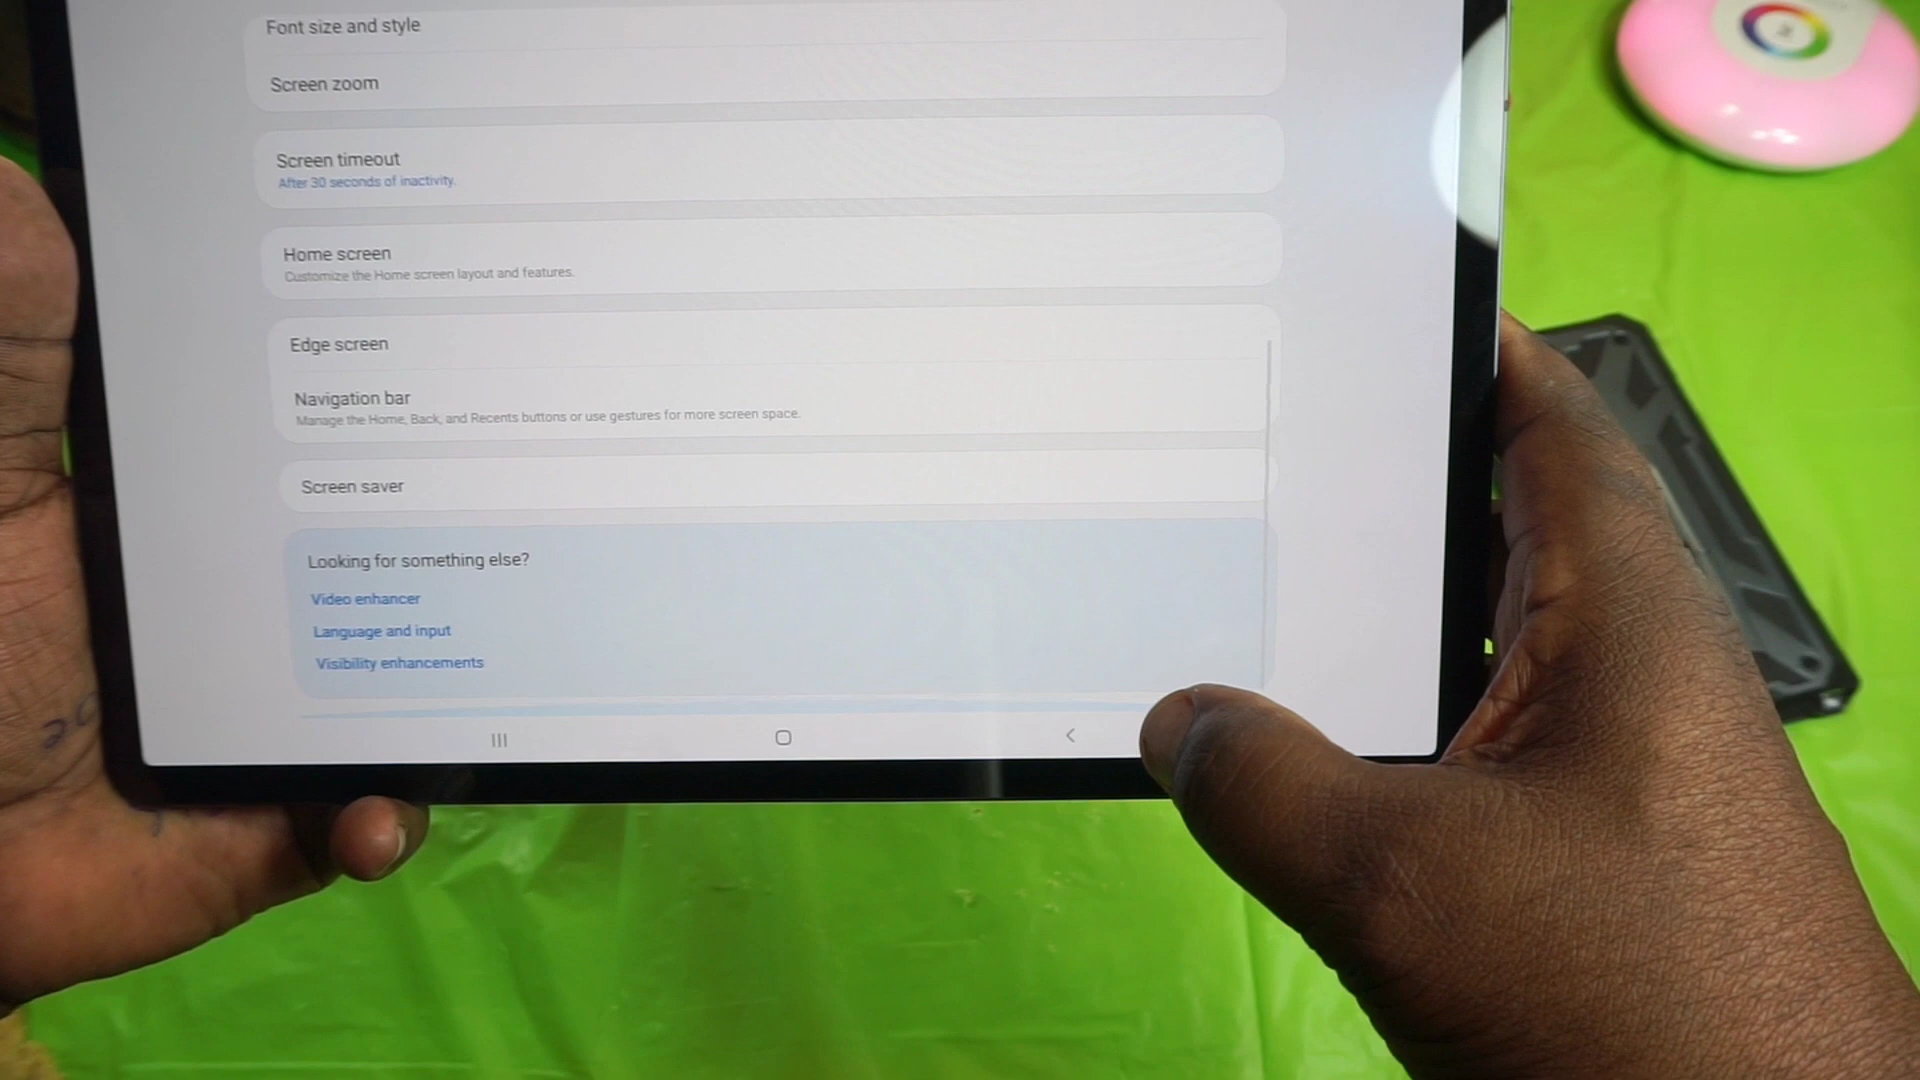 Font size and style
Screen zoom
Screen timeout
After 30 seconds of inactivity.
Home screen
Customize the Home screen layout and features.
Edge screen
Navigation bar
Manage the Home, Back, and Recents buttons or use gestures for more screen space.
Screen saver
Looking for something else?
Video enhancer
Language and input
Visibility enhancements